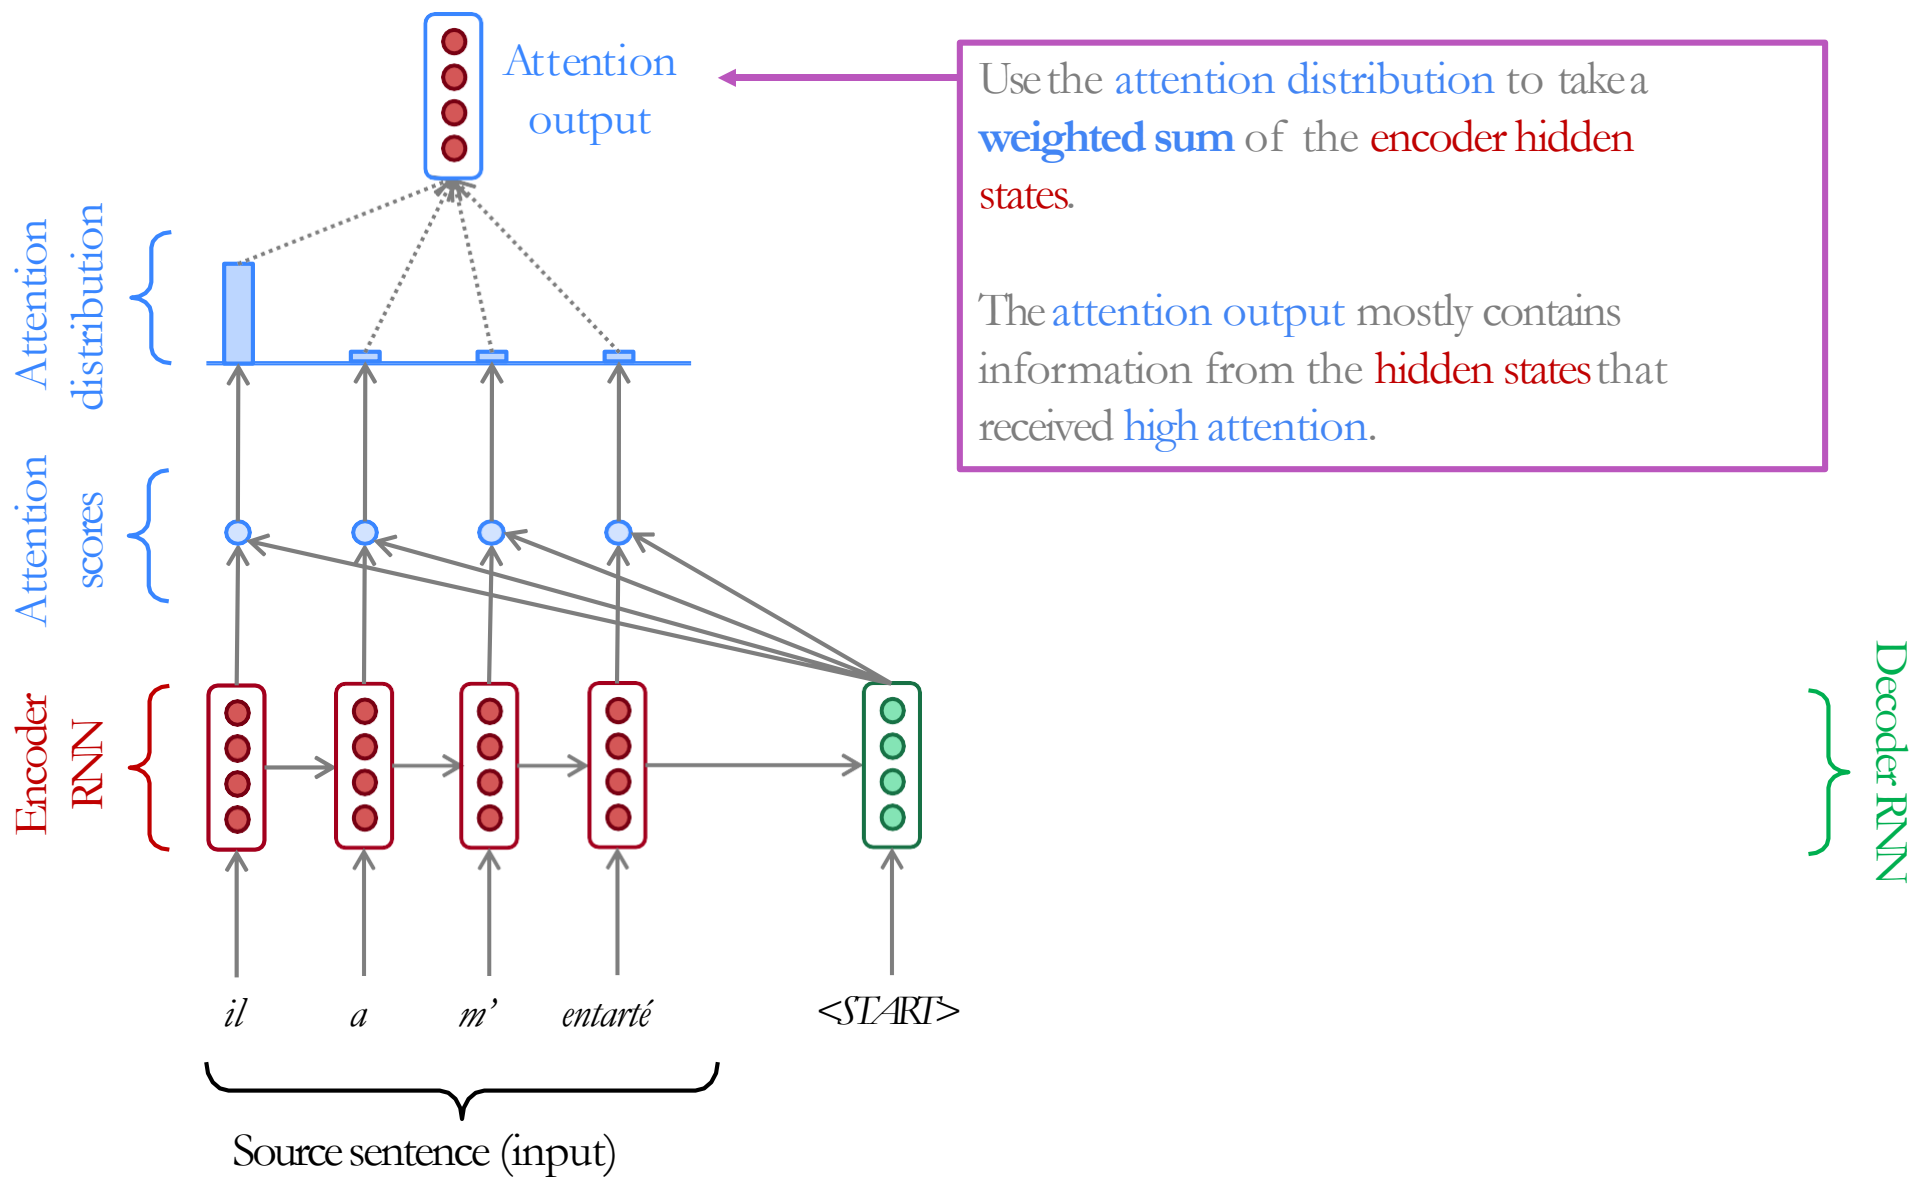 Attention
output
Use the attention distribution to take a
weighted sum of the encoder hidden
states.
The attention output mostly contains
information from the hidden states that
received high attention.
Attention
distribution
Attention
scores
Encoder
RNN
Decoder RNN
il a m’ entarté <START>
Source sentence (input)